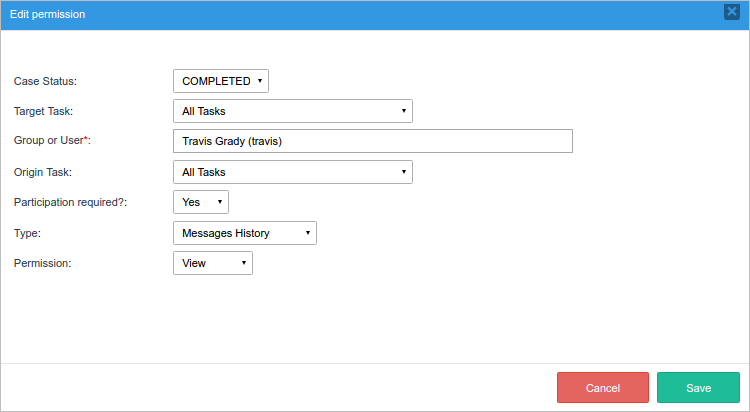 Edit permission
Case Status: COMPLETED
Target Task: All Tasks
Group or User*: Travis Grady (travis)
Origin Task: All Tasks
Participation required?: Yes
Type: Messages History
Permission: View
Cancel Save